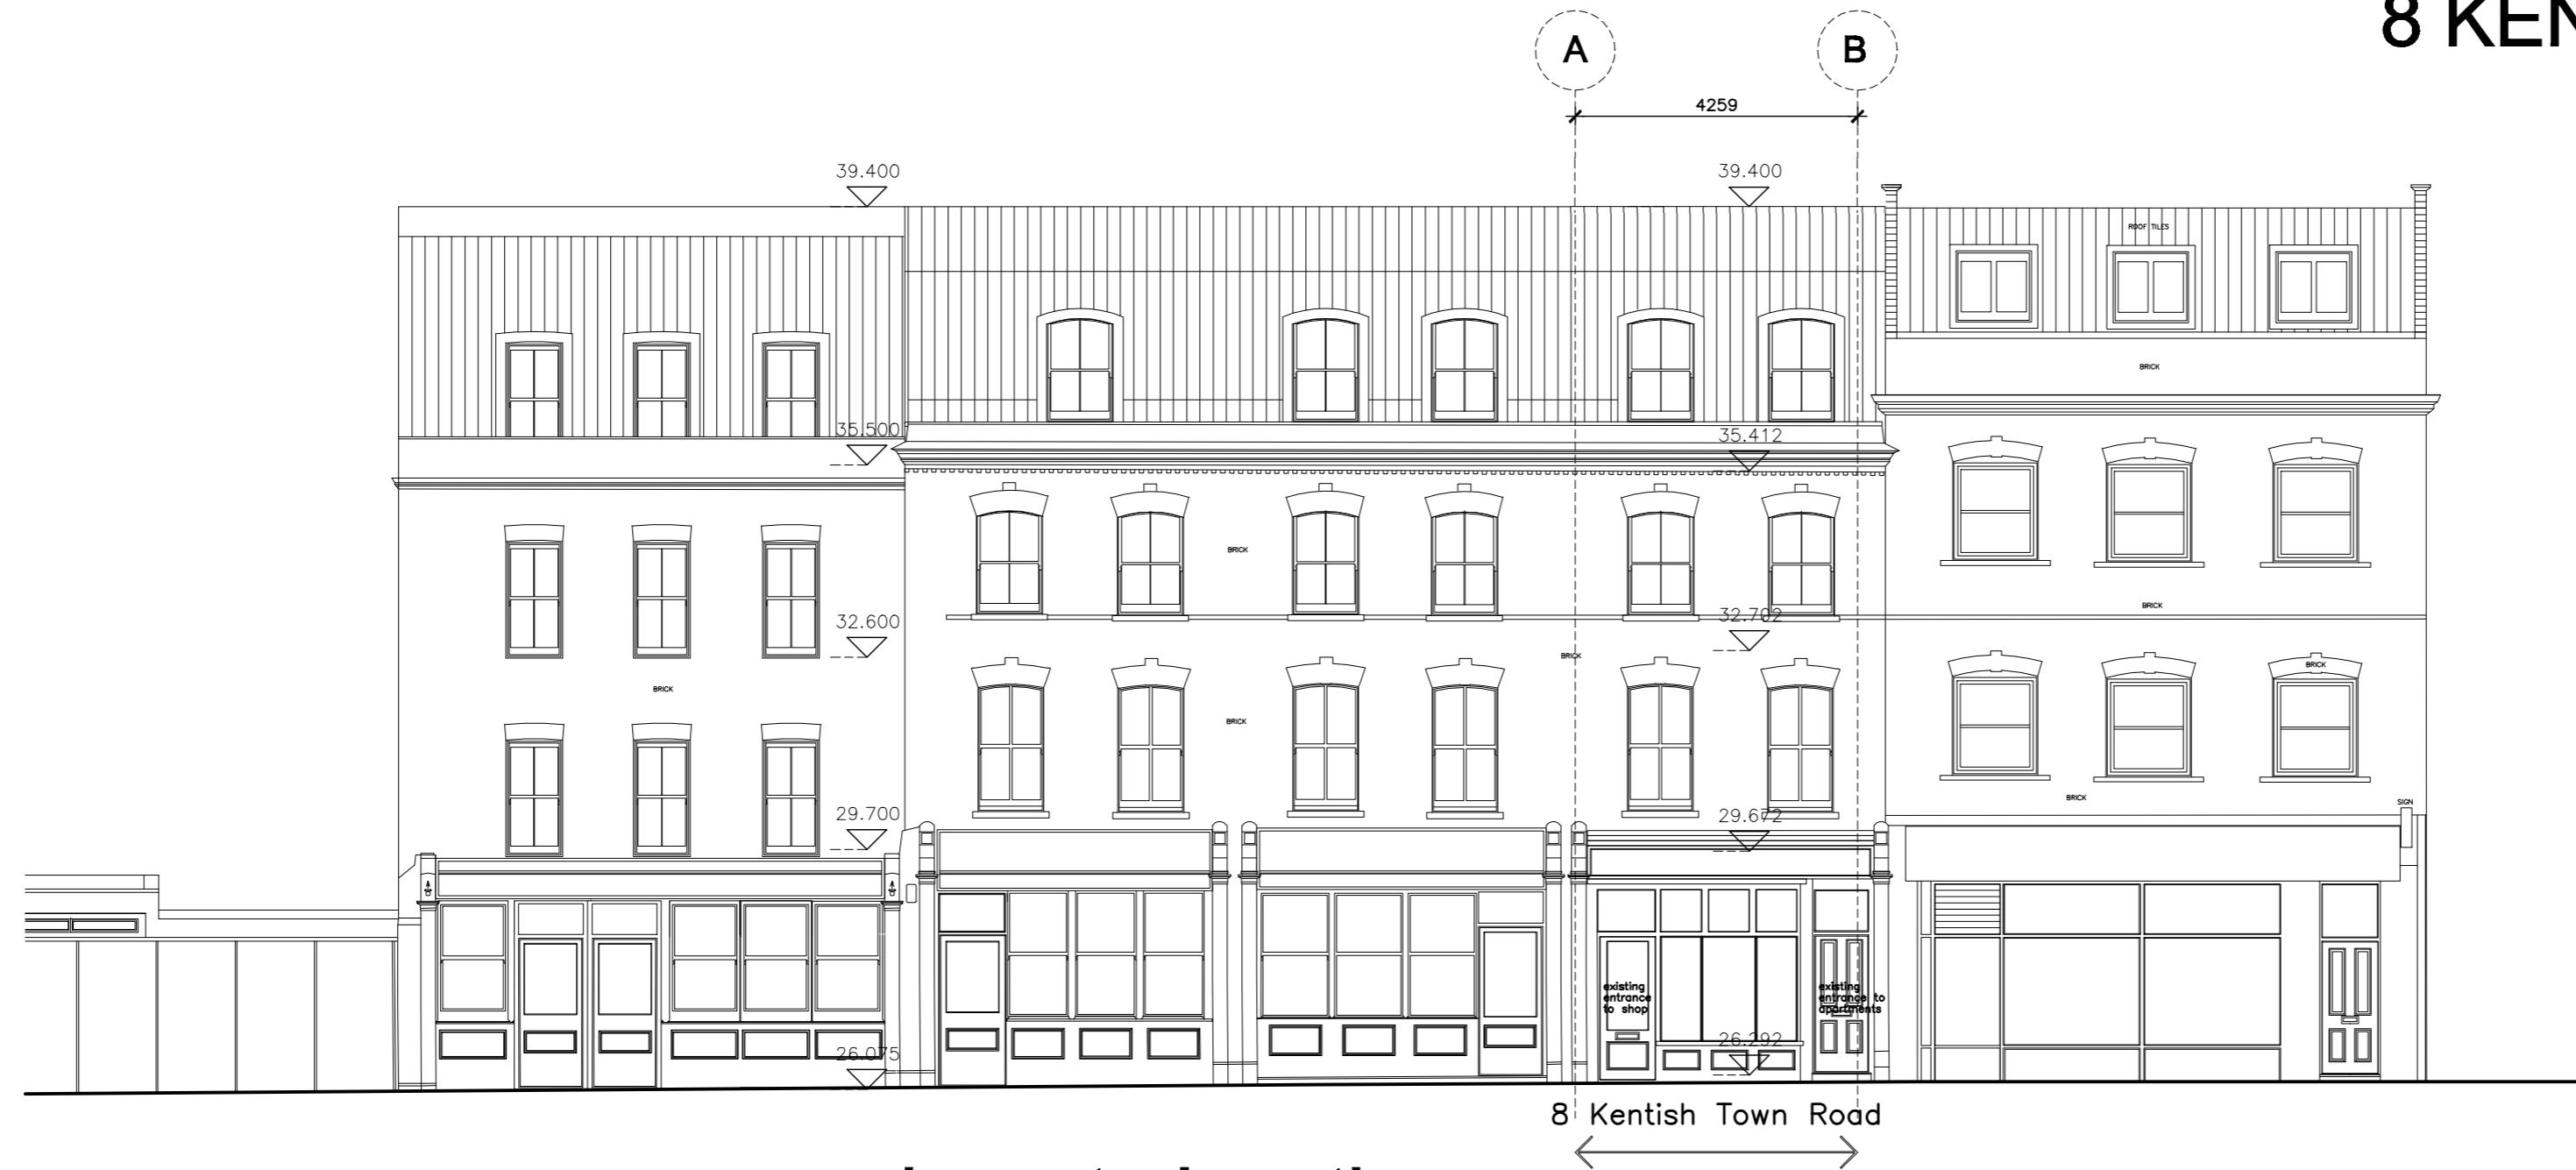 8 KEN
A
B
4259
39.400
39.400
ROOF TILES
BRICK
35.500
35.412
BRICK
BRICK
32.600
32.702
BRICK
BRICK
BRICK
BRICK
BRICK
SIGN
29.700
29.672
existing
entrance
to shop
existing
entrance to
apartments
26.075
26.292
8 Kentish Town Road